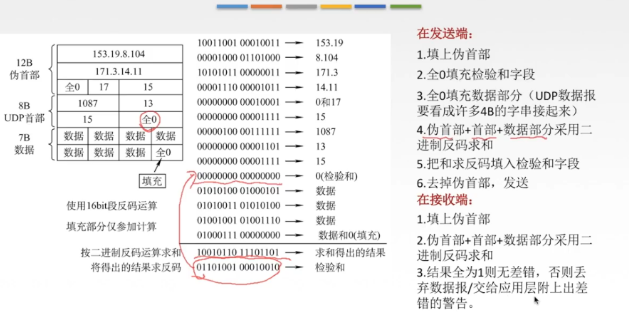 12B
伪首部
153.19.8.104
171.3.14.11
全0 17 15
8B
UDP首部
1087 13
15 全0
7B
数据
数据 数据 数据 数据
数据 数据 数据 全0
填充
使用16bit段反码运算
填充部分仅参加计算
10011001 00010011 → 153.19
00001000 01101000 → 8.104
10101011 00000011 → 171.3
00001110 00001011 → 14.11
00000000 00010001 → 0和17
00000000 00001111 → 15
00000100 00111111 → 1087
00000000 00001101 → 13
00000000 00001111 → 15
00000000 00000000 → 0(检验和)
01010100 01000101 → 数据
01010011 01010100 → 数据
01001001 01001110 → 数据
01000111 00000000 → 数据和0(填充)
按二进制反码运算求和 10010110 11101101 → 求和得出的结果
将得出的结果求反码 01101001 00010010 → 检验和
在发送端:
1.填上伪首部
2.全0填充检验和字段
3.全0填充数据部分（UDP数据报
要看成许多4B的字串接起来）
4.伪首部+首部+数据部分采用二
进制反码求和
5.把和求反码填入检验和字段
6.去掉伪首部，发送
在接收端:
1.填上伪首部
2.伪首部+首部+数据部分采用二
进制反码求和
3.结果全为1则无差错，否则丢
弃数据报/交给应用层附上出差
错的警告。